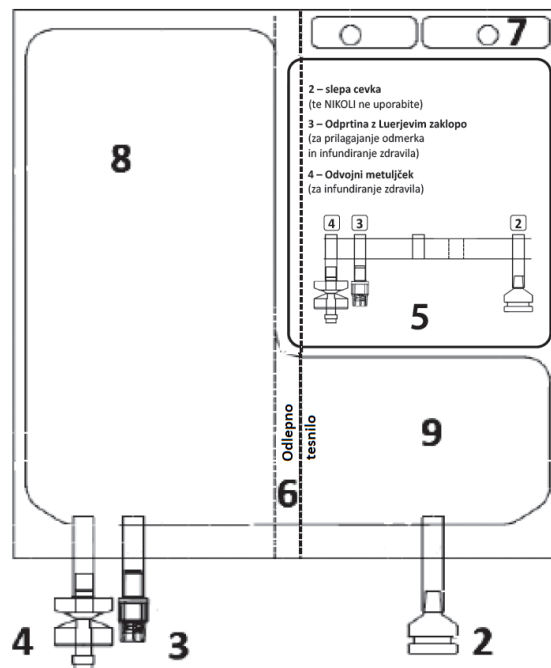 7
2 – slepa cevka
(te NIKOLI ne uporabite)
3 – Odprtina z Luerjevim zaklopo
(za prilagajanje odmerka
in infundiranje zdravila)
4 – Odvojni metuljček
(za infundiranje zdravila)
4 3 2
5
8
9
Odlepno
tesnilo
6
4 3 2